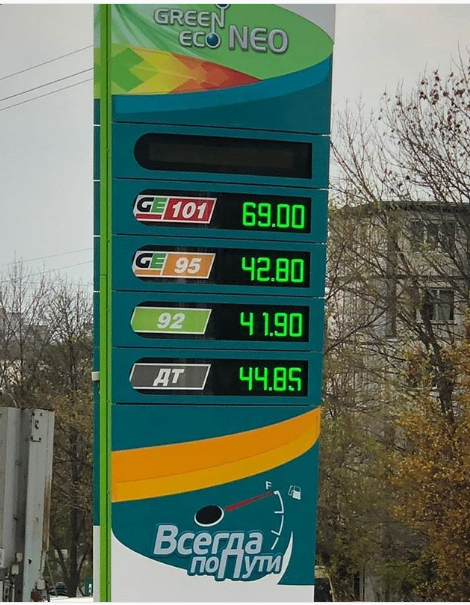 GREEN
ECO NEO
GE 101 69.00
GE 95 42.80
92 41.90
ДТ 44.85
F
Всегда
поПути